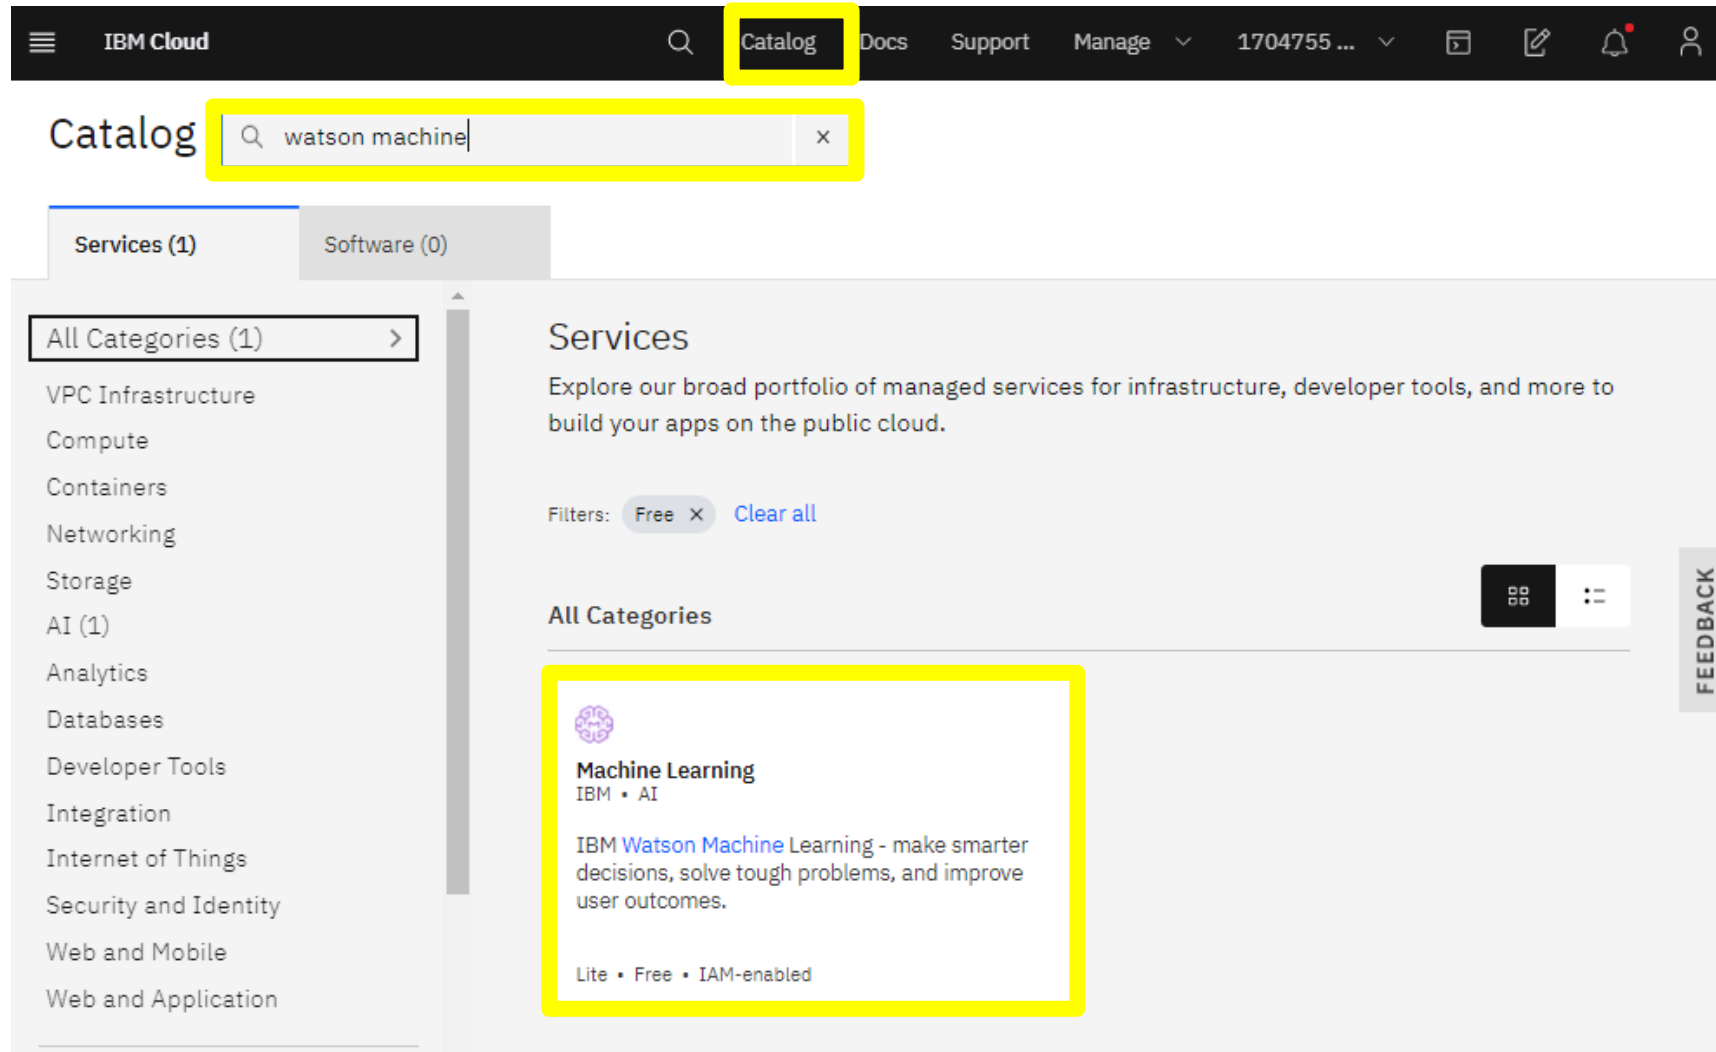 IBM Cloud
Catalog
Docs
Support
Manage
1704755 ...
Catalog
watson machine
Services (1)
Software (0)
All Categories (1)
VPC Infrastructure
Compute
Containers
Networking
Storage
AI (1)
Analytics
Databases
Developer Tools
Integration
Internet of Things
Security and Identity
Web and Mobile
Web and Application
Services
Explore our broad portfolio of managed services for infrastructure, developer tools, and more to
build your apps on the public cloud.
Filters: Free Clear all
All Categories
Machine Learning
IBM • AI
IBM Watson Machine Learning - make smarter
decisions, solve tough problems, and improve
user outcomes.
Lite • Free • IAM-enabled
FEEDBACK